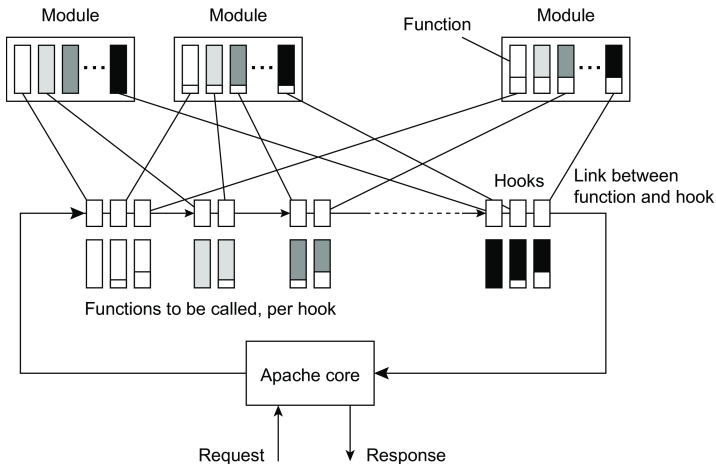 Module
Module
Module
Function
...
...
...
Hooks
Link between
function and hook
Functions to be called, per hook
Apache core
Request
Response